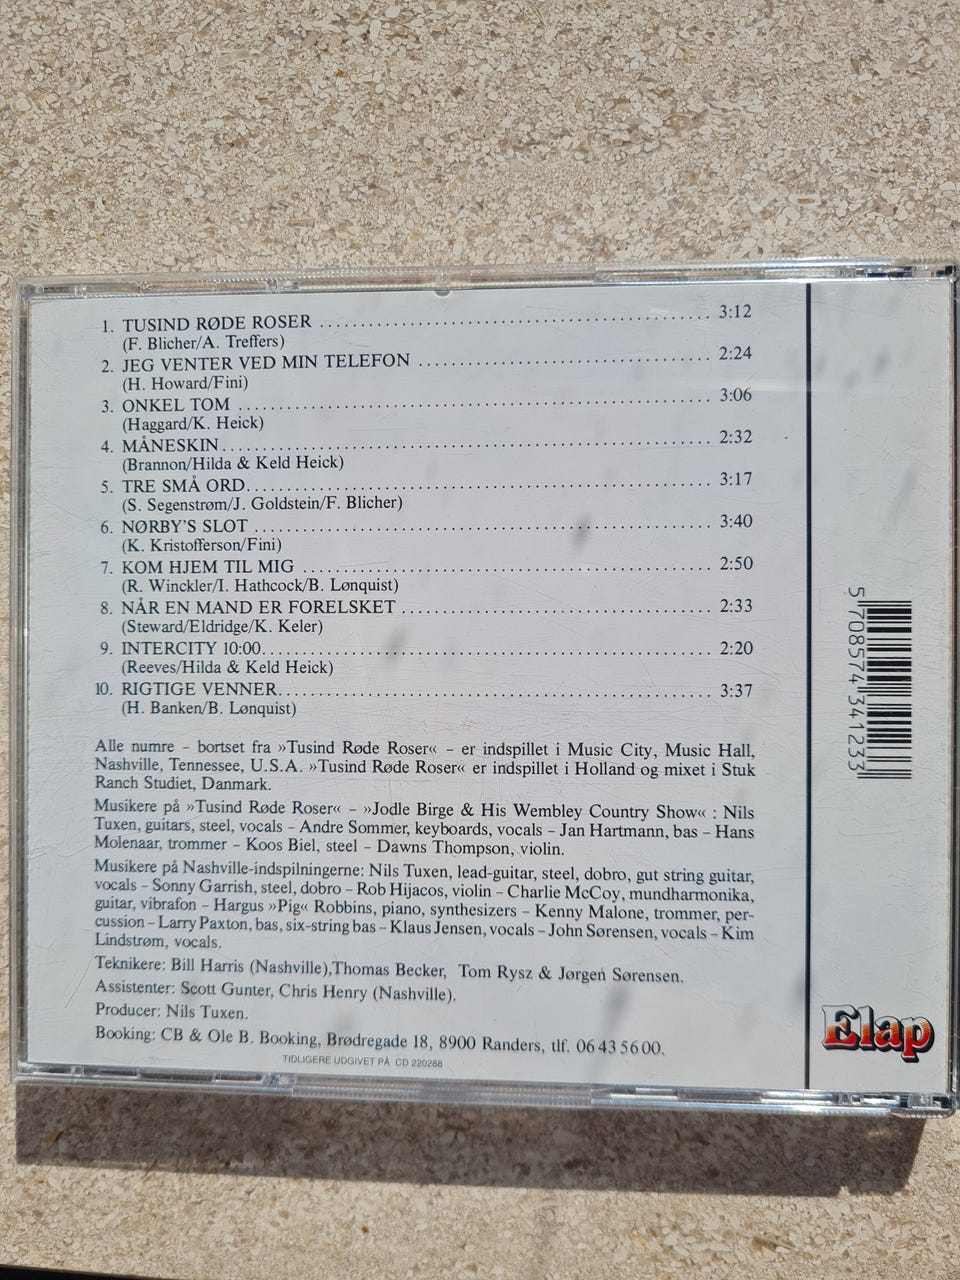 1. TUSIND RØDE ROSER ........................................ 3:12
(F. Blicher/A. Treffers)
2. JEG VENTER VED MIN TELEFON .............................. 2:24
(H. Howard/Fini)
3. ONKEL TOM ........................................ 3:06
(Haggard/K. Heick)
4. MÅNESKIN ........................................ 2:32
(Brannon/Hilda & Keld Heick)
5. TRE SMÅ ORD ........................................ 3:17
(S. Segenstrøm/J. Goldstein/F. Blicher)
6. NØRBY'S SLOT ........................................ 3:40
(K. Kristofferson/Fini)
7. KOM HJEM TIL MIG ........................................ 2:50
(R. Winckler/I. Hathcock/B. Lønquist)
8. NÅR EN MAND ER FORELSKET .............................. 2:33
(Steward/Eldridge/K. Keler)
9. INTERCITY 10:00 ........................................ 2:20
(Reeves/Hilda & Keld Heick)
10. RIGTIGE VENNER ........................................ 3:37
(H. Banken/B. Lønquist)
Alle numre – bortset fra »Tusind Røde Roser« – er indspillet i Music City, Music Hall,
Nashville, Tennessee, U.S.A. »Tusind Røde Roser« er indspillet i Holland og mixet i Stuk
Ranch Studiet, Danmark.
Musikere på »Tusind Røde Roser« – »Jodle Birge & His Wembley Country Show« : Nils
Tuxen, guitars, steel, vocals – Andre Sommer, keyboards, vocals – Jan Hartmann, bas – Hans
Molenaar, trommer – Koos Biel, steel – Dawns Thompson, violin.
Musikere på Nashville-indspilningerne: Nils Tuxen, lead-guitar, steel, dobro, gut string guitar,
vocals – Sonny Garrish, steel, dobro – Rob Hijacos, violin – Charlie McCoy, mundharmonika,
guitar, vibrafon – Hargus »Pig« Robbins, piano, synthesizers – Kenny Malone, trommer, per-
cussion – Larry Paxton, bas, six-string bas – Klaus Jensen, vocals – John Sørensen, vocals – Kim
Lindstrøm, vocals.
Teknikere: Bill Harris (Nashville),Thomas Becker, Tom Rysz & Jørgen Sørensen.
Assistenter: Scott Gunter, Chris Henry (Nashville).
Producer: Nils Tuxen.
Booking: CB & Ole B. Booking, Brødregade 18, 8900 Randers, tlf. 06 43 56 00.
TIDLIGERE UDGIVET PÅ CD 220288
5 708574 341233
Elap